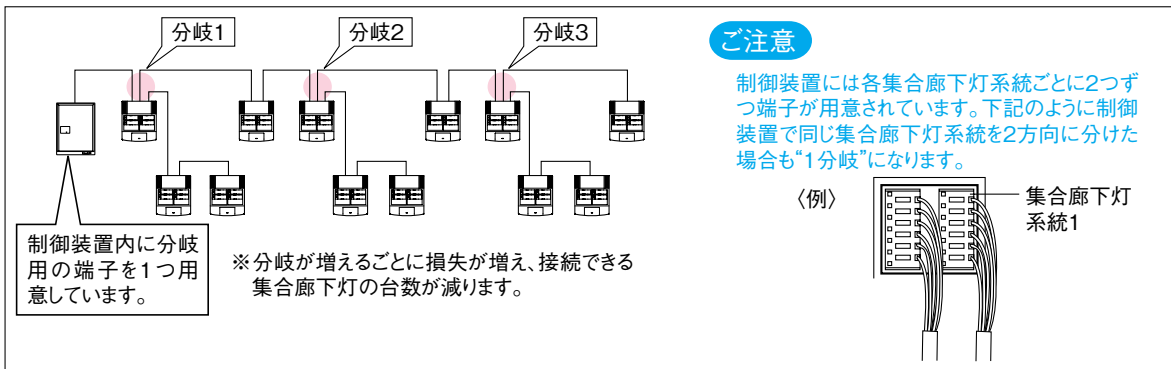 分岐1
分岐2
分岐3
制御装置内に分岐
用の端子を1つ用
意しています。
※分岐が増えるごとに損失が増え、接続できる
集合廊下灯の台数が減ります。
ご注意
制御装置には各集合廊下灯系統ごとに2つず
つ端子が用意されています。下記のように制御
装置で同じ集合廊下灯系統を2方向に分けた
場合も“1分岐”になります。
〈例〉
集合廊下灯
系統1